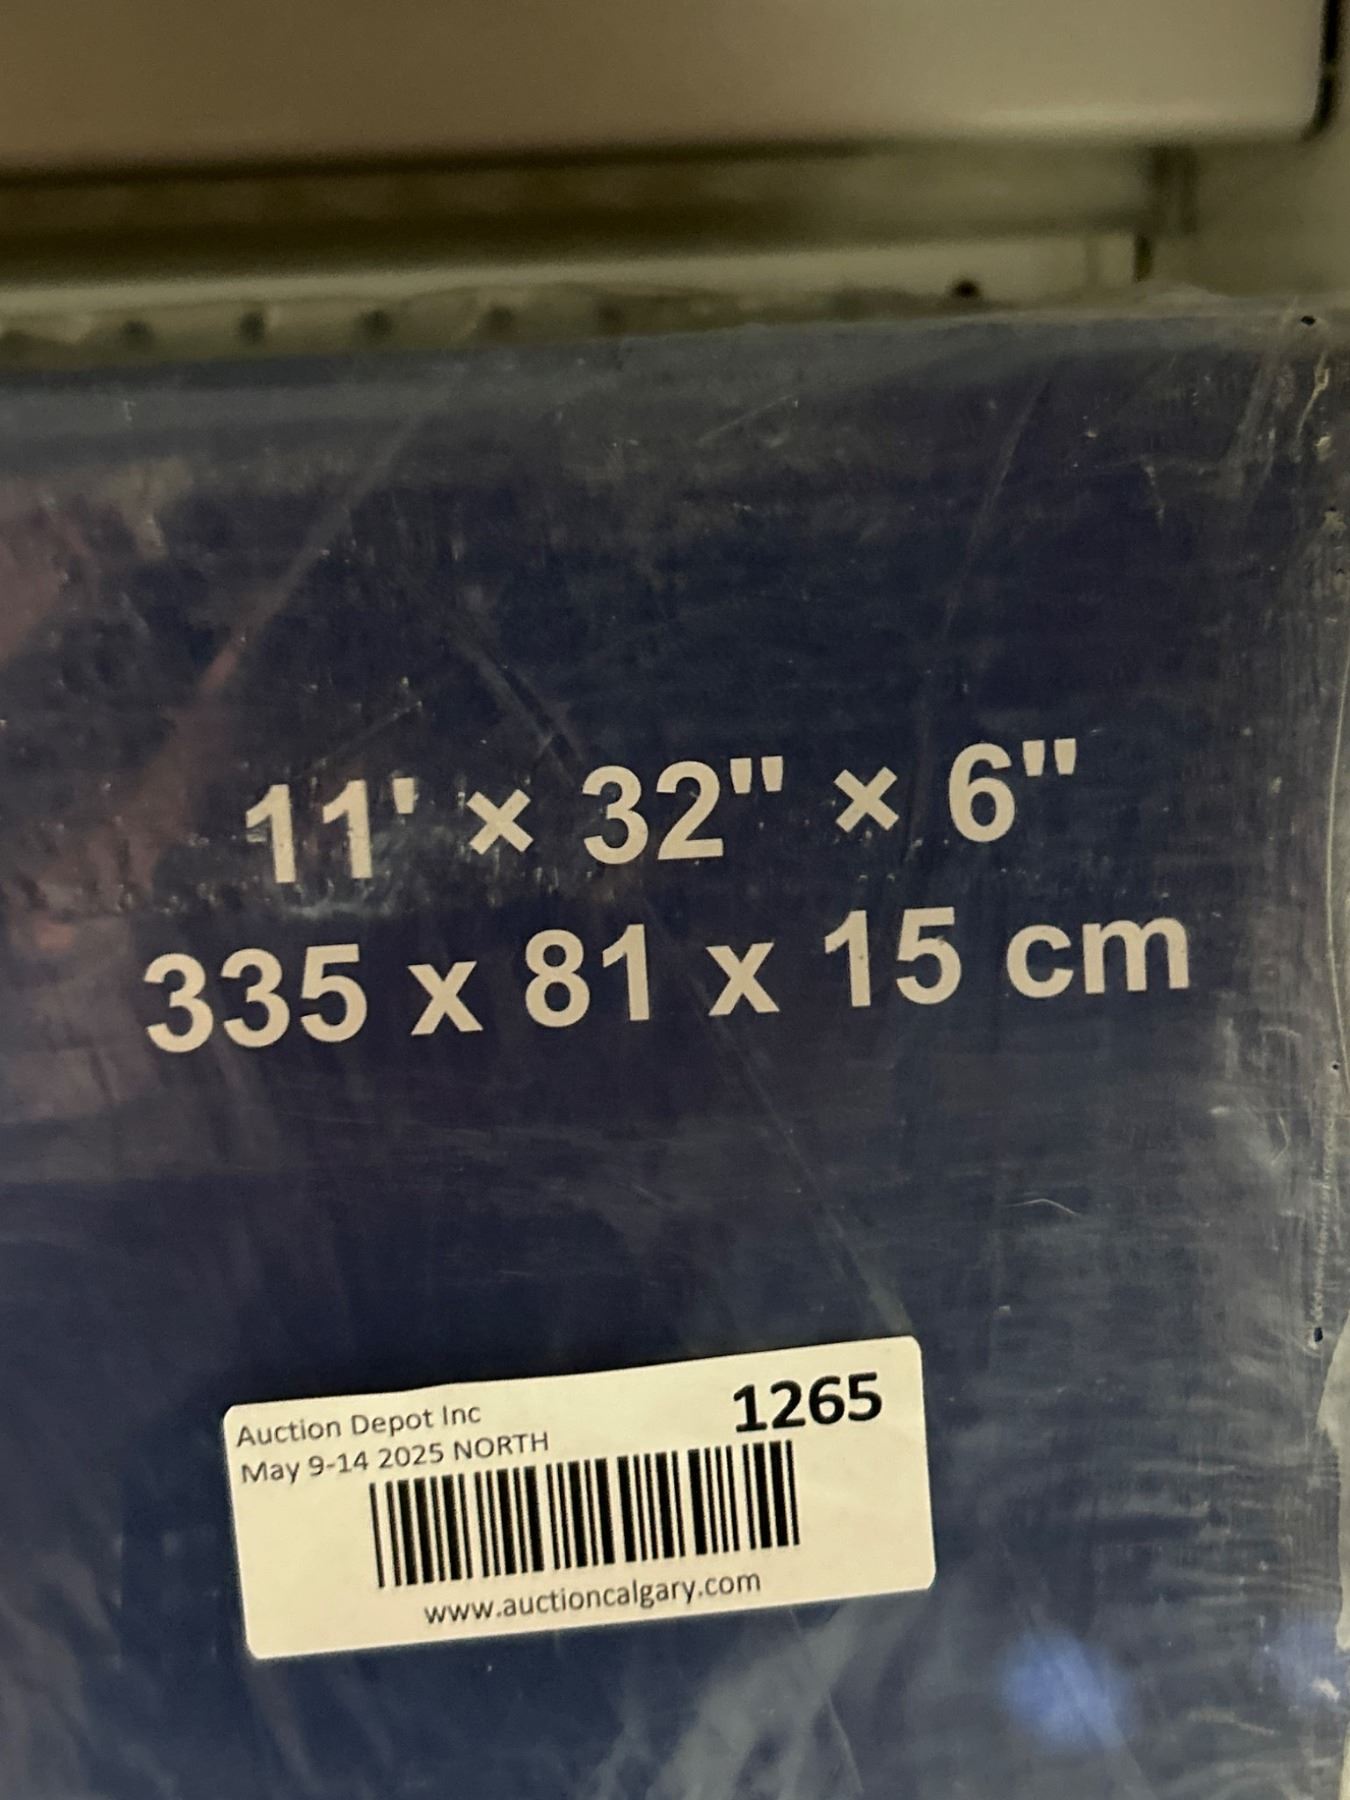 11' × 32" × 6"
335 x 81 x 15 cm
Auction Depot Inc
1265
May 9-14 2025 NORTH
www.auctioncalgary.com